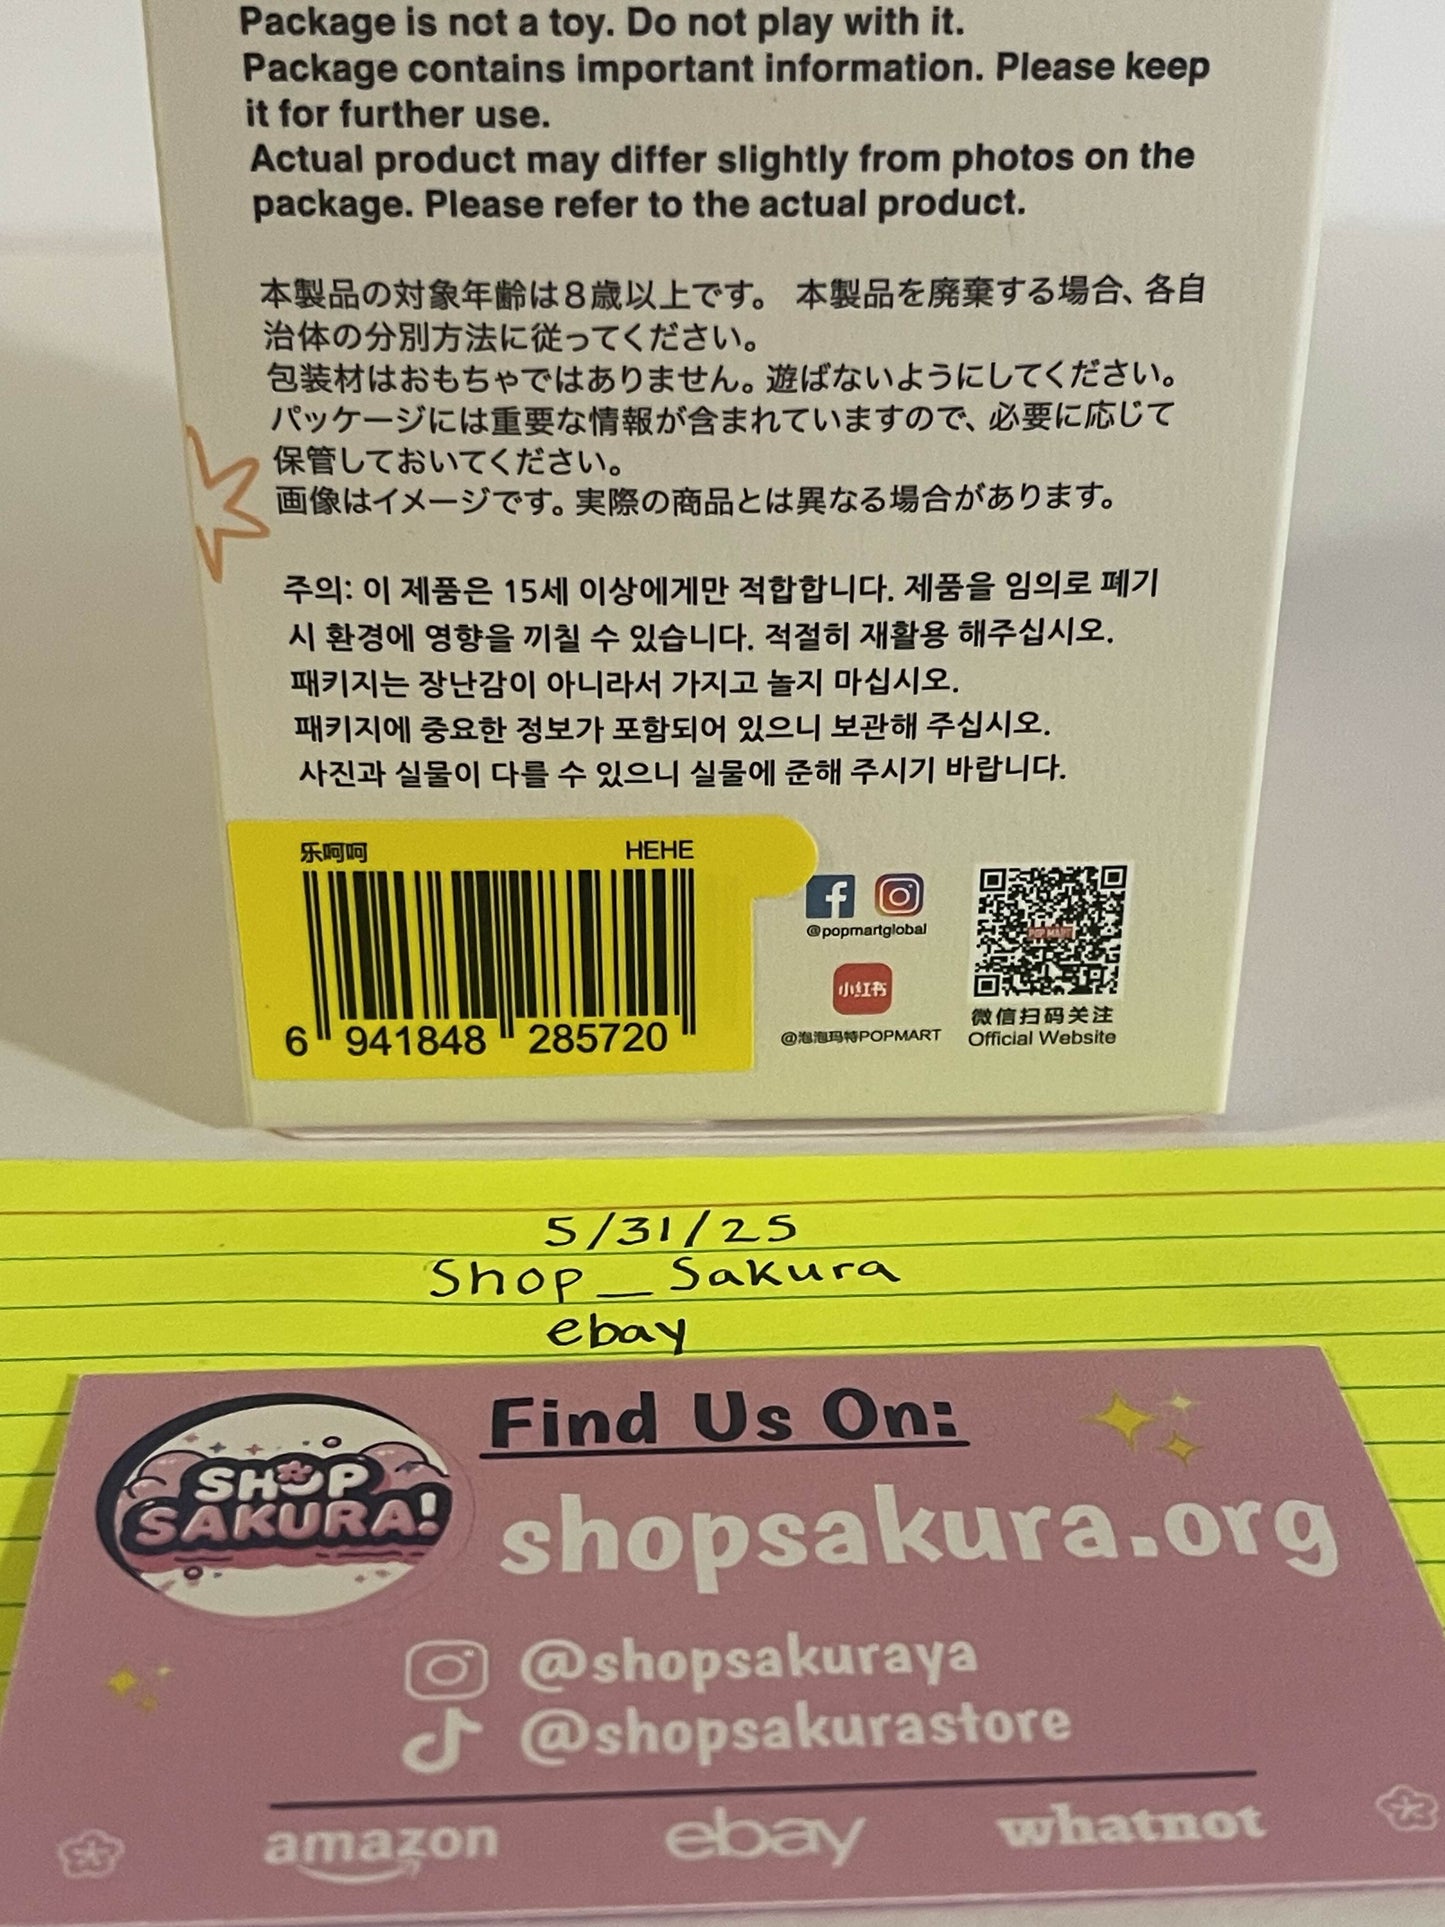 Package is not a toy. Do not play with it.
Package contains important information. Please keep
it for further use.
Actual product may differ slightly from photos on the
package. Please refer to the actual product.
本製品の対象年齢は8歳以上です。 本製品を廃棄する場合、各自
治体の分別方法に従ってください。
包装材はおもちゃではありません。遊ばないようにしてください。
パッケージには重要な情報が含まれていますので、必要に応じて
保管しておいてください。
画像はイメージです。実際の商品とは異なる場合があります。
주의: 이 제품은 15세 이상에게만 적합합니다. 제품을 임의로 폐기
시 환경에 영향을 끼칠 수 있습니다. 적절히 재활용 해주십시오.
패키지는 장난감이 아니라서 가지고 놀지 마십시오.
패키지에 중요한 정보가 포함되어 있으니 보관해 주십시오.
사진과 실물이 다를 수 있으니 실물에 준해 주시기 바랍니다.
乐呵呵 HEHE
6 941848 285720
@popmartglobal
小红书
@泡泡玛特POPMART
POP MART
微信扫码关注
Official Website
5/31/25
Shop_Sakura
ebay
SHOP
SAKURA!
Find Us On:
shopsakura.org
@shopsakuraya
@shopsakurastore
amazon ebay whatnot